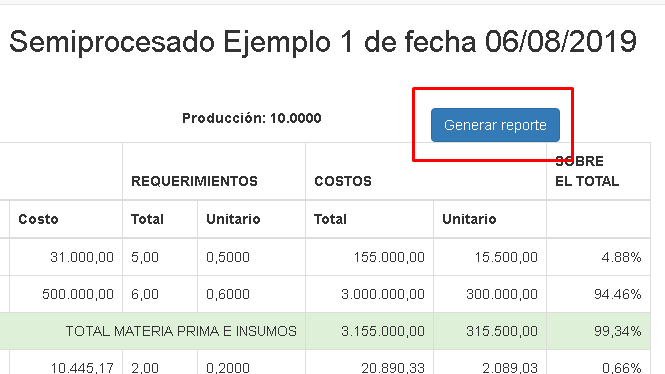 Semiprocesado Ejemplo 1 de fecha 06/08/2019
Producción: 10.0000
Generar reporte
REQUERIMIENTOS COSTOS SOBRE
EL TOTAL
Costo Total Unitario Total Unitario
31.000,00 5,00 0,5000 155.000,00 15.500,00 4.88%
500.000,00 6,00 0,6000 3.000.000,00 300.000,00 94.46%
TOTAL MATERIA PRIMA E INSUMOS 3.155.000,00 315.500,00 99,34%
10.445,17 2,00 0,2000 20.890,33 2.089,03 0,66%